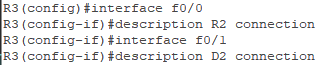 R3(config)#interface f0/0
R3(config-if)#description R2 connection
R3(config-if)#interface f0/1
R3(config-if)#description D2 connection